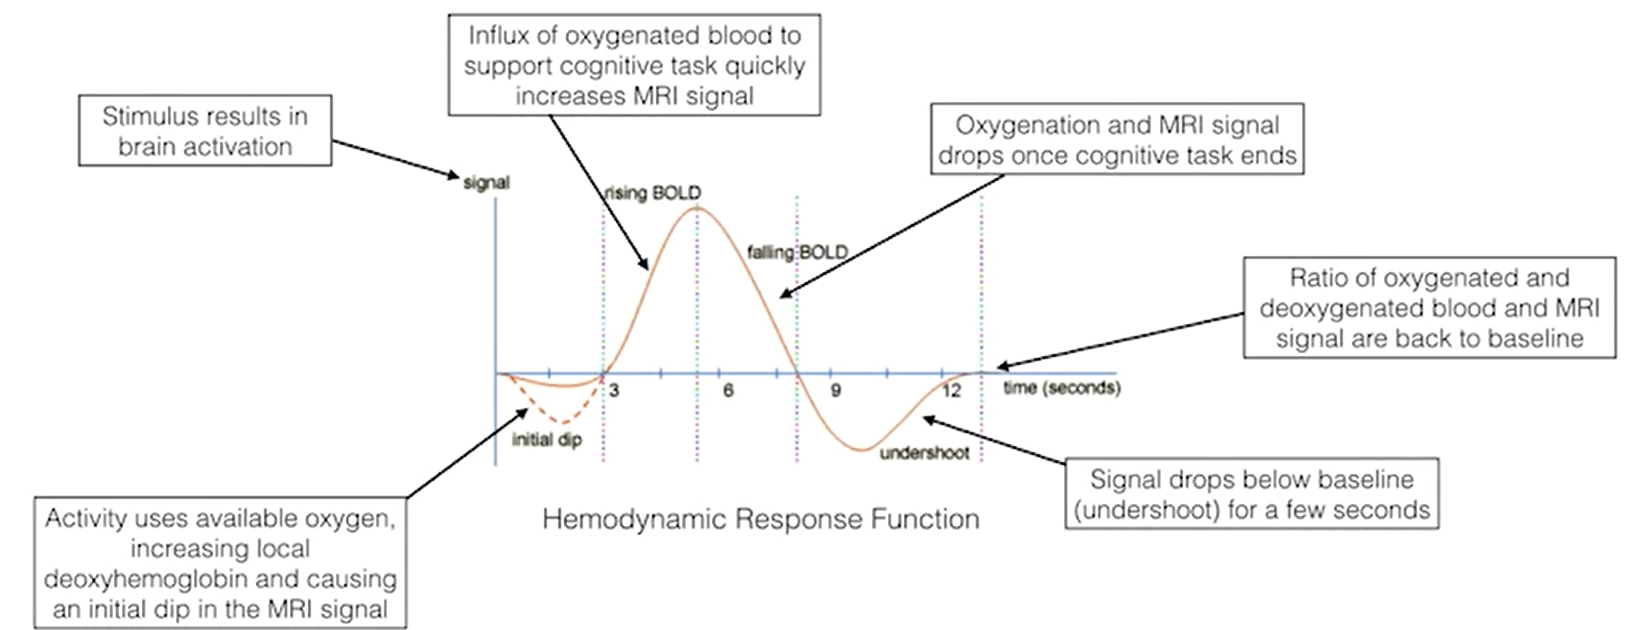 Influx of oxygenated blood to
support cognitive task quickly
increases MRI signal
Stimulus results in
brain activation
Oxygenation and MRI signal
drops once cognitive task ends
signal
rising BOLD
falling BOLD
Ratio of oxygenated and
deoxygenated blood and MRI
signal are back to baseline
3
6
9
12
time (seconds)
initial dip
undershoot
Signal drops below baseline
(undershoot) for a few seconds
Activity uses available oxygen,
increasing local
deoxyhemoglobin and causing
an initial dip in the MRI signal
Hemodynamic Response Function